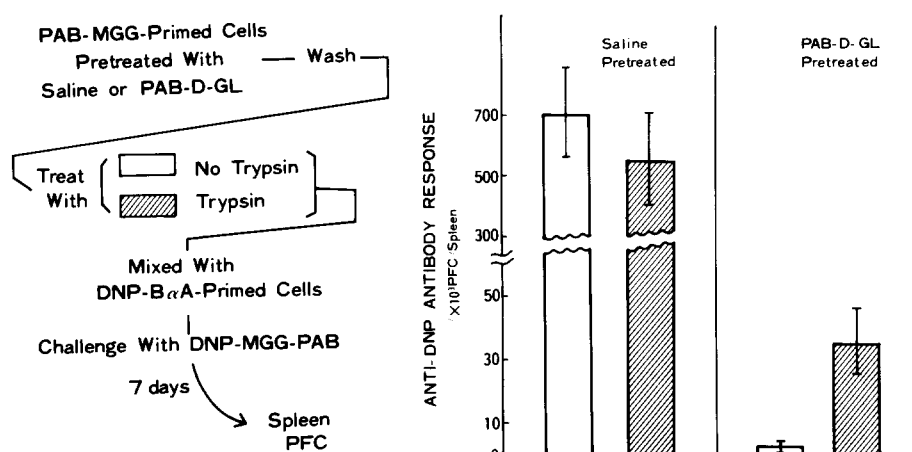 PAB-MGG-Primed Cells
Pretreated With
Wash
Saline or PAB-D-GL
Treat
With
No Trypsin
Trypsin
Mixed With
DNP-BαA-Primed Cells
Challenge With DNP-MGG-PAB
7 days
Spleen
PFC
ANTI-DNP ANTIBODY RESPONSE
×10³PFC/Spleen
Saline
Pretreated
PAB-D-GL
Pretreated
700
500
300
50
30
10